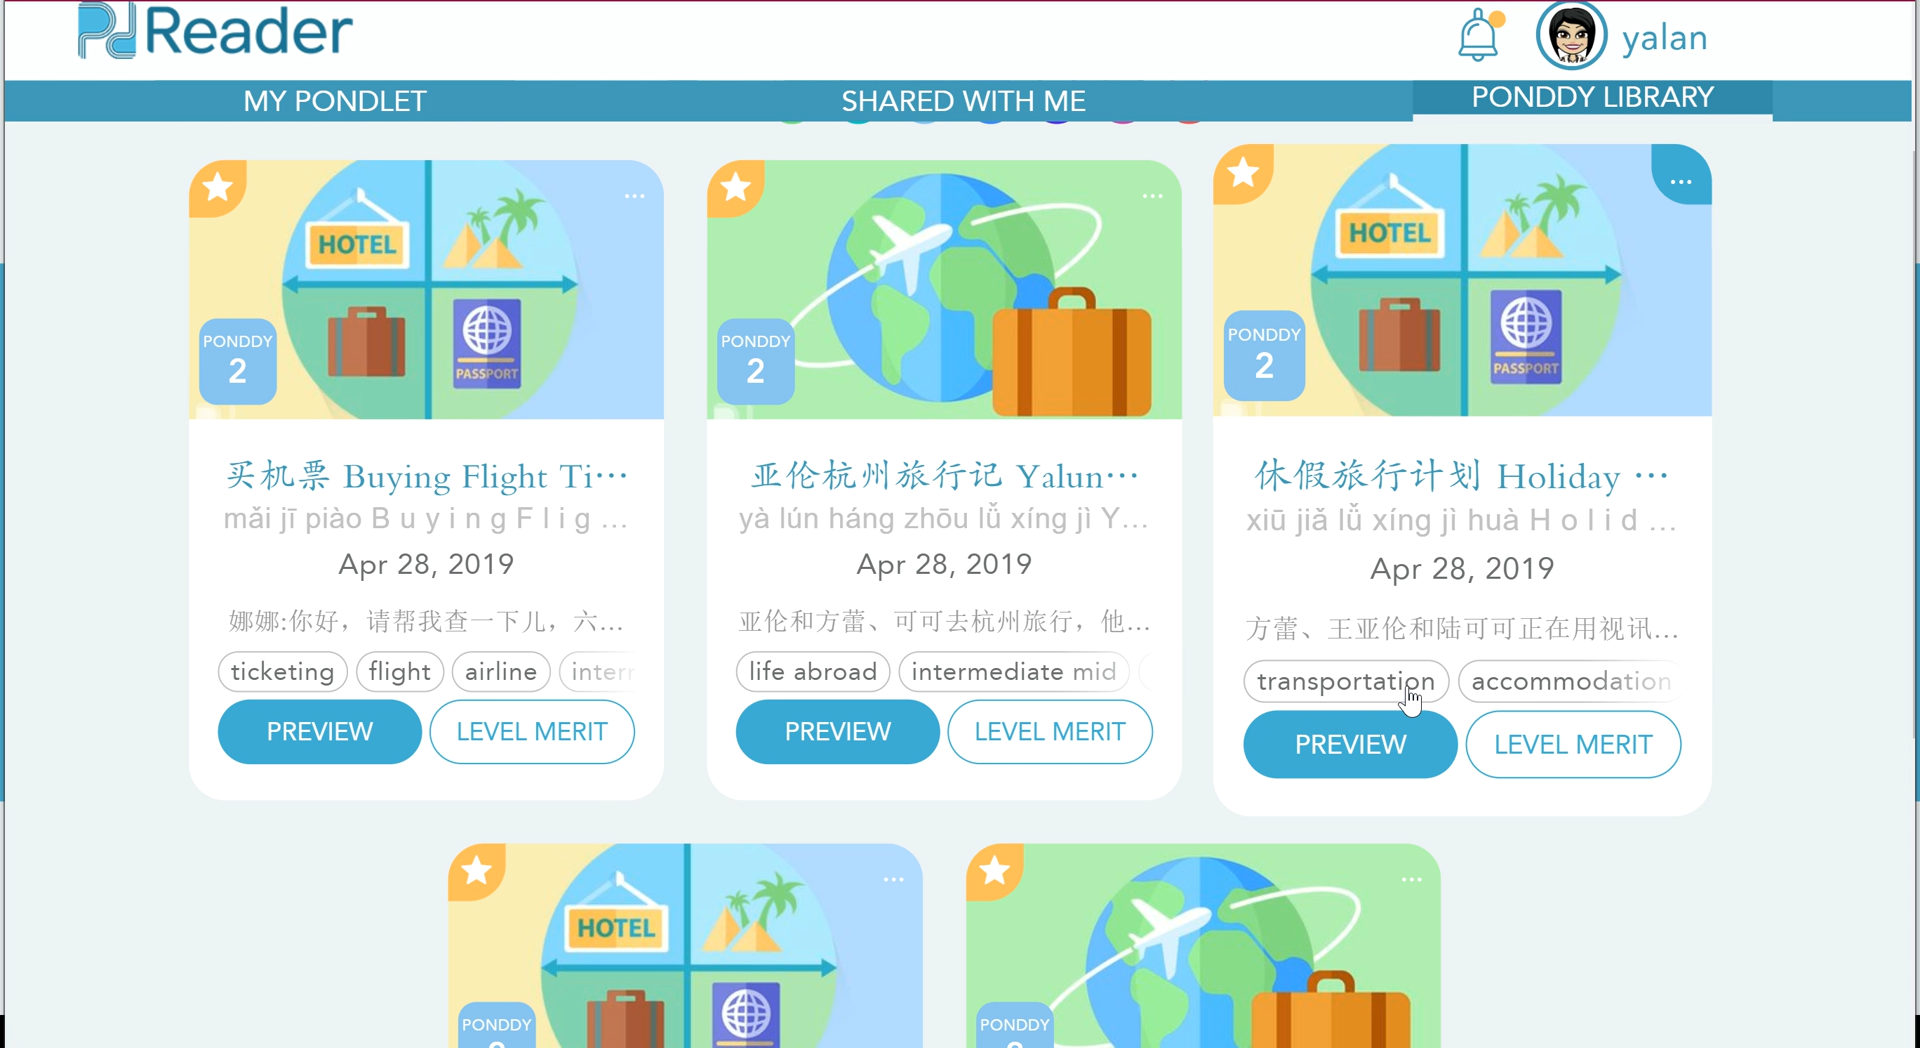 Reader
yalan
MY PONDLET
SHARED WITH ME
PONDDY LIBRARY
HOTEL
PASSPORT
PONDDY
2
买机票 Buying Flight Ti…
mǎi jī piào B u y i n g F l i g ...
Apr 28, 2019
娜娜:你好，请帮我查一下儿，六...
ticketing
flight
airline
PREVIEW
LEVEL MERIT
PONDDY
2
亚伦杭州旅行记 Yalun…
yà lún háng zhōu lǚ xíng jì Y...
Apr 28, 2019
亚伦和方蕾、可可去杭州旅行，他...
life abroad
intermediate mid
PREVIEW
LEVEL MERIT
HOTEL
PASSPORT
PONDDY
2
休假旅行计划 Holiday …
xiū jiǎ lǚ xíng jì huà H o l i d ...
Apr 28, 2019
方蕾、王亚伦和陆可可正在用视讯...
transportation
accommodation
PREVIEW
LEVEL MERIT
HOTEL
PONDDY
PONDDY